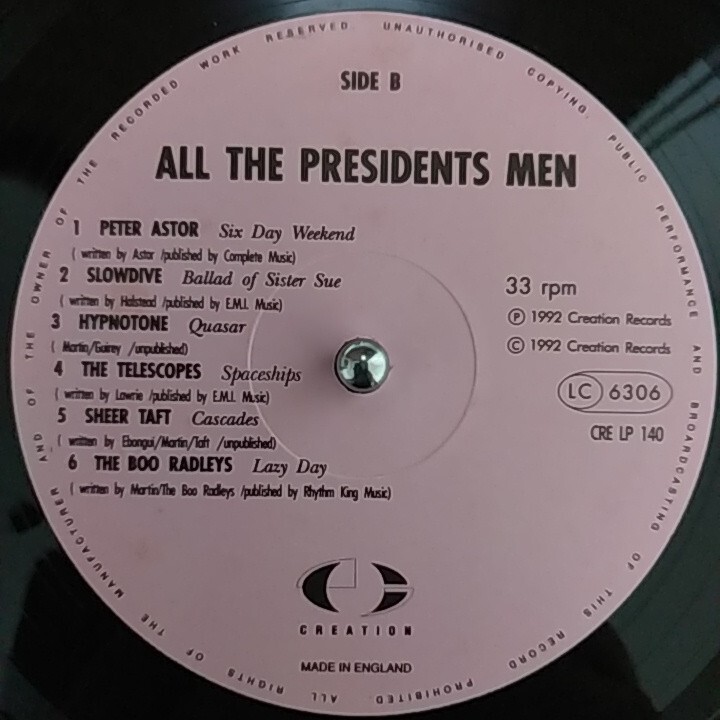 SIDE B
ALL THE PRESIDENTS MEN
1 PETER ASTOR Six Day Weekend
( written by Astor /published by Complete Music)
2 SLOWDIVE Ballad of Sister Sue
( written by Halstead /published by E.M.I. Music)
3 HYPNOTONE Quasar
( Martin/Guirey /unpublished)
4 THE TELESCOPES Spaceships
( written by Lawrie /published by E.M.I. Music)
5 SHEER TAFT Cascades
( written by Ebongui/Martin/Taft /unpublished)
6 THE BOO RADLEYS Lazy Day
( written by Martin/The Boo Radleys /published by Rhythm King Music)
33 rpm
℗ 1992 Creation Records
© 1992 Creation Records
LC 6306
CRE LP 140
CREATION
MADE IN ENGLAND
ALL RIGHTS OF THE MANUFACTURER AND OF THE OWNER OF THE RECORDED WORK RESERVED UNAUTHORISED COPYING. PUBLIC PERFORMANCE AND BROADCASTING OF THIS RECORD PROHIBITED